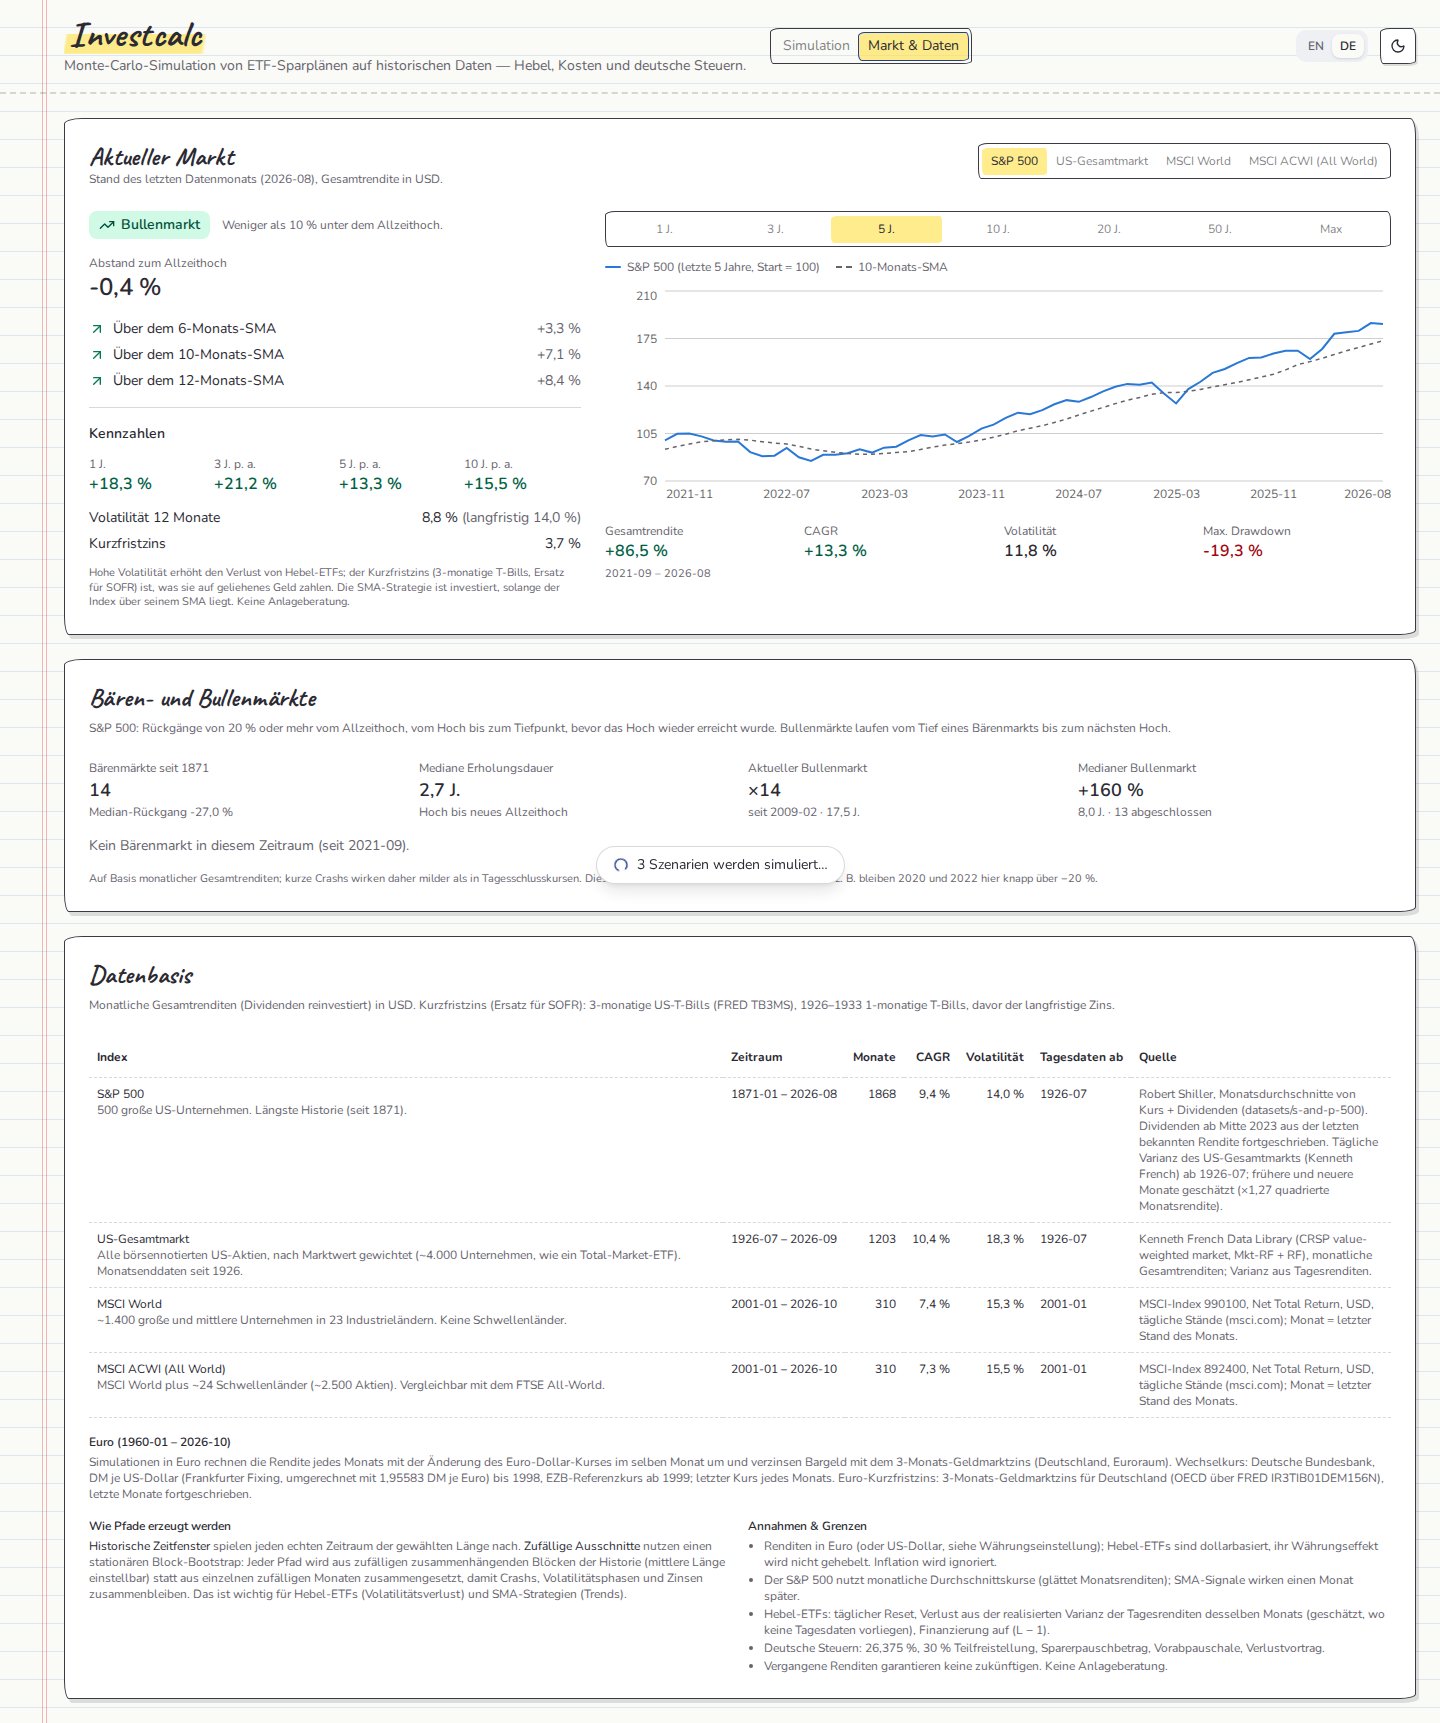 Investcalc
Monte-Carlo-Simulation von ETF-Sparplänen auf historischen Daten — Hebel, Kosten und deutsche Steuern.
Simulation Markt & Daten
EN DE
Aktueller Markt
Stand des letzten Datenmonats (2026-08), Gesamtrendite in USD.
S&P 500 US-Gesamtmarkt MSCI World MSCI ACWI (All World)
Bullenmarkt Weniger als 10 % unter dem Allzeithoch.
Abstand zum Allzeithoch
-0,4 %
Über dem 6-Monats-SMA +3,3 %
Über dem 10-Monats-SMA +7,1 %
Über dem 12-Monats-SMA +8,4 %
Kennzahlen
1 J. 3 J. p. a. 5 J. p. a. 10 J. p. a.
+18,3 % +21,2 % +13,3 % +15,5 %
Volatilität 12 Monate 8,8 % (langfristig 14,0 %)
Kurzfristzins 3,7 %
Hohe Volatilität erhöht den Verlust von Hebel-ETFs; der Kurzfristzins (3-monatige T-Bills, Ersatz
für SOFR) ist, was sie auf geliehenes Geld zahlen. Die SMA-Strategie ist investiert, solange der
Index über seinem SMA liegt. Keine Anlageberatung.
1 J. 3 J. 5 J. 10 J. 20 J. 50 J. Max
S&P 500 (letzte 5 Jahre, Start = 100) 10-Monats-SMA
210
175
140
105
70
2021-11 2022-07 2023-03 2023-11 2024-07 2025-03 2025-11 2026-08
Gesamtrendite CAGR Volatilität Max. Drawdown
+86,5 % +13,3 % 11,8 % -19,3 %
2021-09 – 2026-08
Bären- und Bullenmärkte
S&P 500: Rückgänge von 20 % oder mehr vom Allzeithoch, vom Hoch bis zum Tiefpunkt, bevor das Hoch wieder erreicht wurde. Bullenmärkte laufen vom Tief eines Bärenmarkts bis zum nächsten Hoch.
Bärenmärkte seit 1871 Mediane Erholungsdauer Aktueller Bullenmarkt Medianer Bullenmarkt
14 2,7 J. ×14 +160 %
Median-Rückgang -27,0 % Hoch bis neues Allzeithoch seit 2009-02 · 17,5 J. 8,0 J. · 13 abgeschlossen
Kein Bärenmarkt in diesem Zeitraum (seit 2021-09).
3 Szenarien werden simuliert...
Auf Basis monatlicher Gesamtrenditen; kurze Crashs wirken daher milder als in Tagesschlusskursen. B. bleiben 2020 und 2022 hier knapp über −20 %.
Datenbasis
Monatliche Gesamtrenditen (Dividenden reinvestiert) in USD. Kurzfristzins (Ersatz für SOFR): 3-monatige US-T-Bills (FRED TB3MS), 1926–1933 1-monatige T-Bills, davor der langfristige Zins.
Index Zeitraum Monate CAGR Volatilität Tagesdaten ab Quelle
S&P 500 1871-01 – 2026-08 1868 9,4 % 14,0 % 1926-07 Robert Shiller, Monatsdurchschnitte von
500 große US-Unternehmen. Längste Historie (seit 1871). Kurs + Dividenden (datasets/s-and-p-500).
Dividenden ab Mitte 2023 aus der letzten
bekannten Rendite fortgeschrieben. Tägliche
Varianz des US-Gesamtmarkts (Kenneth
French) ab 1926-07; frühere und neuere
Monate geschätzt (×1,27 quadrierte
Monatsrendite).
US-Gesamtmarkt 1926-07 – 2026-09 1203 10,4 % 18,3 % 1926-07 Kenneth French Data Library (CRSP value-
Alle börsennotierten US-Aktien, nach Marktwert gewichtet (~4.000 Unternehmen, wie ein Total-Market-ETF). weighted market, Mkt-RF + RF), monatliche
Monatsenddaten seit 1926. Gesamtrenditen; Varianz aus Tagesrenditen.
MSCI World 2001-01 – 2026-10 310 7,4 % 15,3 % 2001-01 MSCI-Index 990100, Net Total Return, USD,
~1.400 große und mittlere Unternehmen in 23 Industrieländern. Keine Schwellenländer. tägliche Stände (msci.com); Monat = letzter
Stand des Monats.
MSCI ACWI (All World) 2001-01 – 2026-10 310 7,3 % 15,5 % 2001-01 MSCI-Index 892400, Net Total Return, USD,
MSCI World plus ~24 Schwellenländer (~2.500 Aktien). Vergleichbar mit dem FTSE All-World. tägliche Stände (msci.com); Monat = letzter
Stand des Monats.
Euro (1960-01 – 2026-10)
Simulationen in Euro rechnen die Rendite jedes Monats mit der Änderung des Euro-Dollar-Kurses im selben Monat um und verzinsen Bargeld mit dem 3-Monats-Geldmarktzins (Deutschland, Euroraum). Wechselkurs: Deutsche Bundesbank,
DM je US-Dollar (Frankfurter Fixing, umgerechnet mit 1,95583 DM je Euro) bis 1998, EZB-Referenzkurs ab 1999; letzter Kurs jedes Monats. Euro-Kurzfristzins: 3-Monats-Geldmarktzins für Deutschland (OECD über FRED IR3TIB01DEM156N),
letzte Monate fortgeschrieben.
Wie Pfade erzeugt werden
Historische Zeitfenster spielen jeden echten Zeitraum der gewählten Länge nach. Zufällige Ausschnitte nutzen einen
stationären Block-Bootstrap: Jeder Pfad wird aus zufälligen zusammenhängenden Blöcken der Historie (mittlere Länge
einstellbar) statt aus einzelnen zufälligen Monaten zusammengesetzt, damit Crashs, Volatilitätsphasen und Zinsen
zusammenbleiben. Das ist wichtig für Hebel-ETFs (Volatilitätsverlust) und SMA-Strategien (Trends).
Annahmen & Grenzen
• Renditen in Euro (oder US-Dollar, siehe Währungseinstellung); Hebel-ETFs sind dollarbasiert, ihr Währungseffekt
wird nicht gehebelt. Inflation wird ignoriert.
• Der S&P 500 nutzt monatliche Durchschnittskurse (glättet Monatsrenditen); SMA-Signale wirken einen Monat
später.
• Hebel-ETFs: täglicher Reset, Verlust aus der realisierten Varianz der Tagesrenditen desselben Monats (geschätzt, wo
keine Tagesdaten vorliegen), Finanzierung auf (L − 1).
• Deutsche Steuern: 26,375 %, 30 % Teilfreistellung, Sparerpauschbetrag, Vorabpauschale, Verlustvortrag.
• Vergangene Renditen garantieren keine zukünftigen. Keine Anlageberatung.